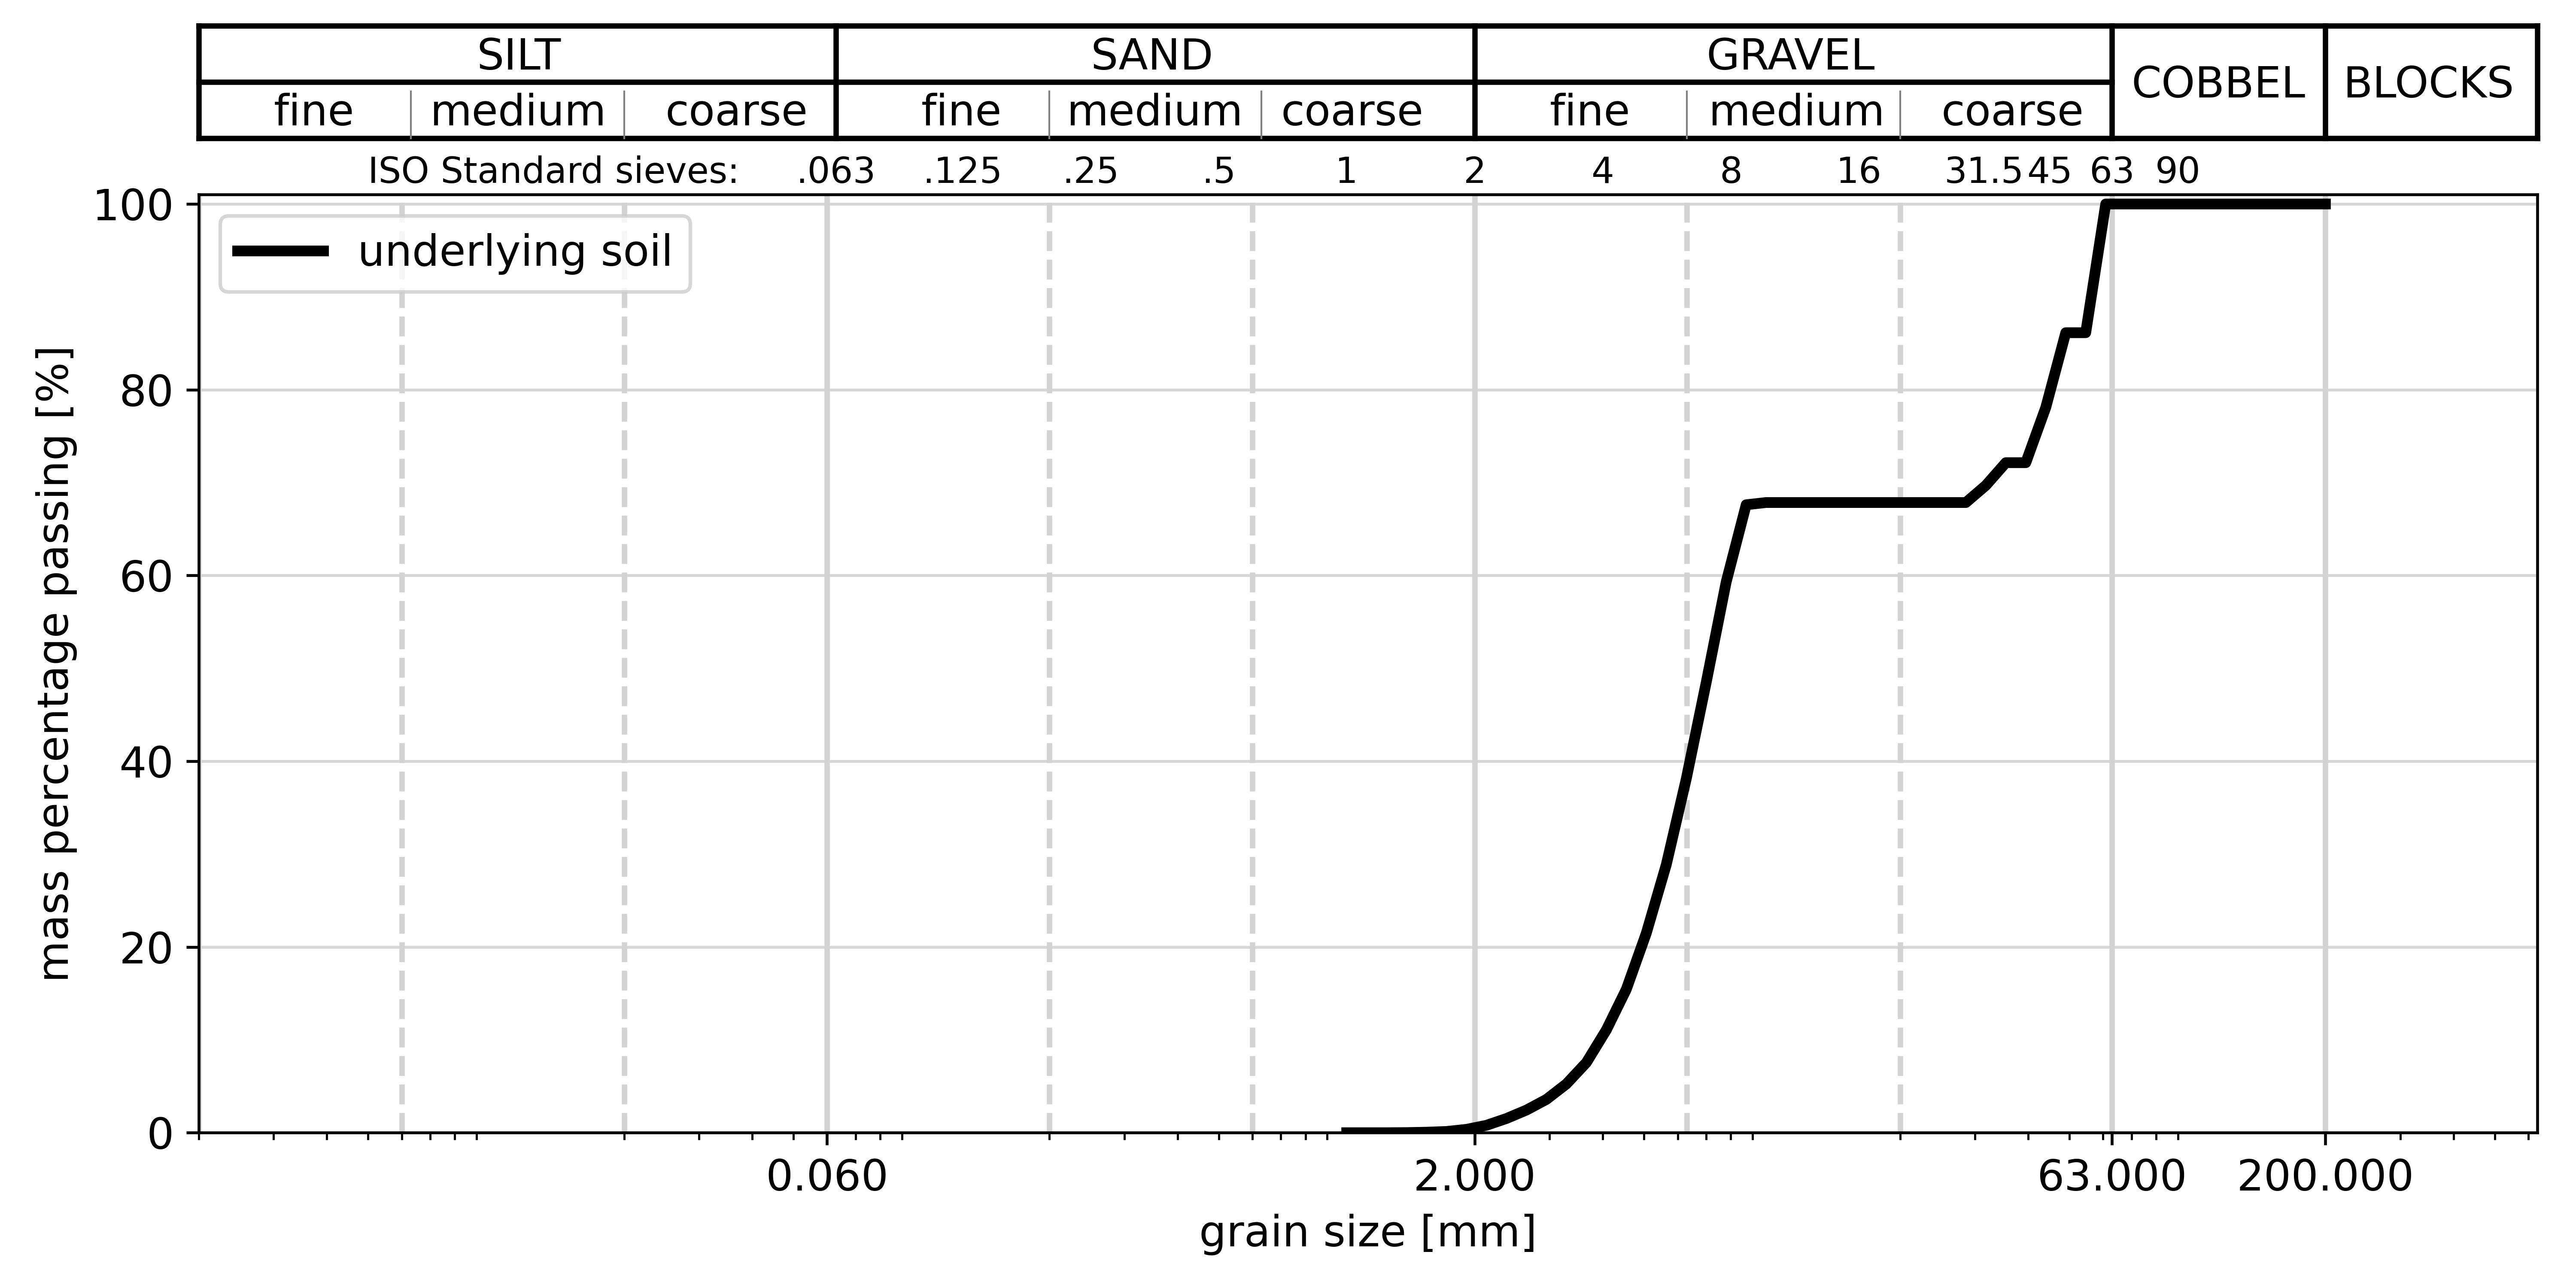 SILT SAND GRAVEL COBBEL BLOCKS
fine medium coarse fine medium coarse fine medium coarse
ISO Standard sieves: .063 .125 .25 .5 1 2 4 8 16 31.5 45 63 90
underlying soil
100
80
60
40
20
0
mass percentage passing [%]
0.060 2.000 63.000 200.000
grain size [mm]